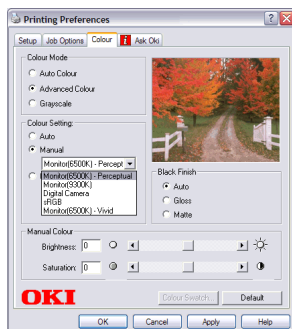 Printing Preferences
Setup Job Options Colour i Ask Oki
Colour Mode
Auto Colour
Advanced Colour
Grayscale
Colour Setting:
Auto
Manual
Monitor(6500K) - Percept
Monitor(6500K) - Perceptual
Monitor(9300K)
Digital Camera
sRGB
Monitor(6500K) - Vivid
Black Finish
Auto
Gloss
Matte
Manual Colour
Brightness: 0
Saturation: 0
OKI
Colour Swatch... Default
OK Cancel Apply Help